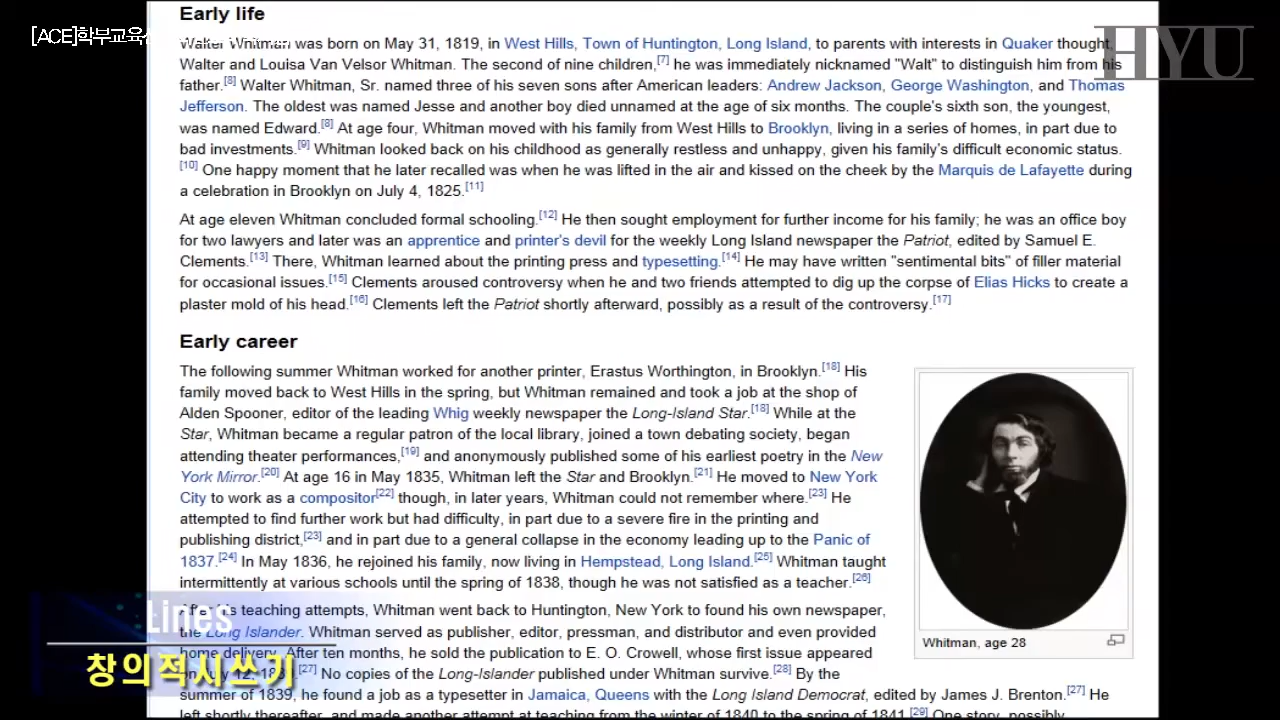 Early life
[ACE]학부교육선
Walter Whitman was born on May 31, 1819, in West Hills, Town of Huntington, Long Island, to parents with interests in Quaker thought,
HYU
Walter and Louisa Van Velsor Whitman. The second of nine children,[7] he was immediately nicknamed "Walt" to distinguish him from his
father.[8] Walter Whitman, Sr. named three of his seven sons after American leaders: Andrew Jackson, George Washington, and Thomas
Jefferson. The oldest was named Jesse and another boy died unnamed at the age of six months. The couple's sixth son, the youngest,
was named Edward.[8] At age four, Whitman moved with his family from West Hills to Brooklyn, living in a series of homes, in part due to
bad investments.[9] Whitman looked back on his childhood as generally restless and unhappy, given his family's difficult economic status.
[10] One happy moment that he later recalled was when he was lifted in the air and kissed on the cheek by the Marquis de Lafayette during
a celebration in Brooklyn on July 4, 1825.[11]
At age eleven Whitman concluded formal schooling.[12] He then sought employment for further income for his family; he was an office boy
for two lawyers and later was an apprentice and printer's devil for the weekly Long Island newspaper the Patriot, edited by Samuel E.
Clements.[13] There, Whitman learned about the printing press and typesetting.[14] He may have written "sentimental bits" of filler material
for occasional issues.[15] Clements aroused controversy when he and two friends attempted to dig up the corpse of Elias Hicks to create a
plaster mold of his head.[16] Clements left the Patriot shortly afterward, possibly as a result of the controversy.[17]
Early career
The following summer Whitman worked for another printer, Erastus Worthington, in Brooklyn.[18] His
family moved back to West Hills in the spring, but Whitman remained and took a job at the shop of
Alden Spooner, editor of the leading Whig weekly newspaper the Long-Island Star.[18] While at the
Star, Whitman became a regular patron of the local library, joined a town debating society, began
attending theater performances,[19] and anonymously published some of his earliest poetry in the New
York Mirror.[20] At age 16 in May 1835, Whitman left the Star and Brooklyn.[21] He moved to New York
City to work as a compositor[22] though, in later years, Whitman could not remember where.[23] He
attempted to find further work but had difficulty, in part due to a severe fire in the printing and
publishing district,[23] and in part due to a general collapse in the economy leading up to the Panic of
1837.[24] In May 1836, he rejoined his family, now living in Hempstead, Long Island.[25] Whitman taught
intermittently at various schools until the spring of 1838, though he was not satisfied as a teacher.[26]
After his teaching attempts, Whitman went back to Huntington, New York to found his own newspaper,
the Long Islander. Whitman served as publisher, editor, pressman, and distributor and even provided
home delivery. After ten months, he sold the publication to E. O. Crowell, whose first issue appeared
on July 12, [27] No copies of the Long-Islander published under Whitman survive.[28] By the
summer of 1839, he found a job as a typesetter in Jamaica, Queens with the Long Island Democrat, edited by James J. Brenton.[27] He
left shortly thereafter, and made another attempt at teaching from the winter of 1840 to the spring of 1841.[29] One story, possibly
Whitman, age 28
Lines
창의적시쓰기